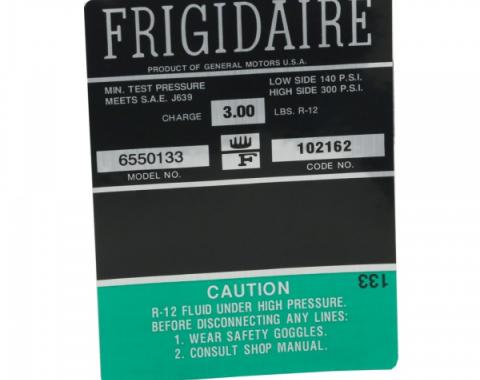 FRIGIDAIRE
PRODUCT OF GENERAL MOTORS U.S.A.
MIN. TEST PRESSURE
MEETS S.A.E. J639
LOW SIDE 140 P.S.I.
HIGH SIDE 300 P.S.I.
CHARGE 3.00 LBS. R-12
6550133
MODEL NO.
F
102162
CODE NO.
133
CAUTION
R-12 FLUID UNDER HIGH PRESSURE.
BEFORE DISCONNECTING ANY LINES:
1. WEAR SAFETY GOGGLES.
2. CONSULT SHOP MANUAL.